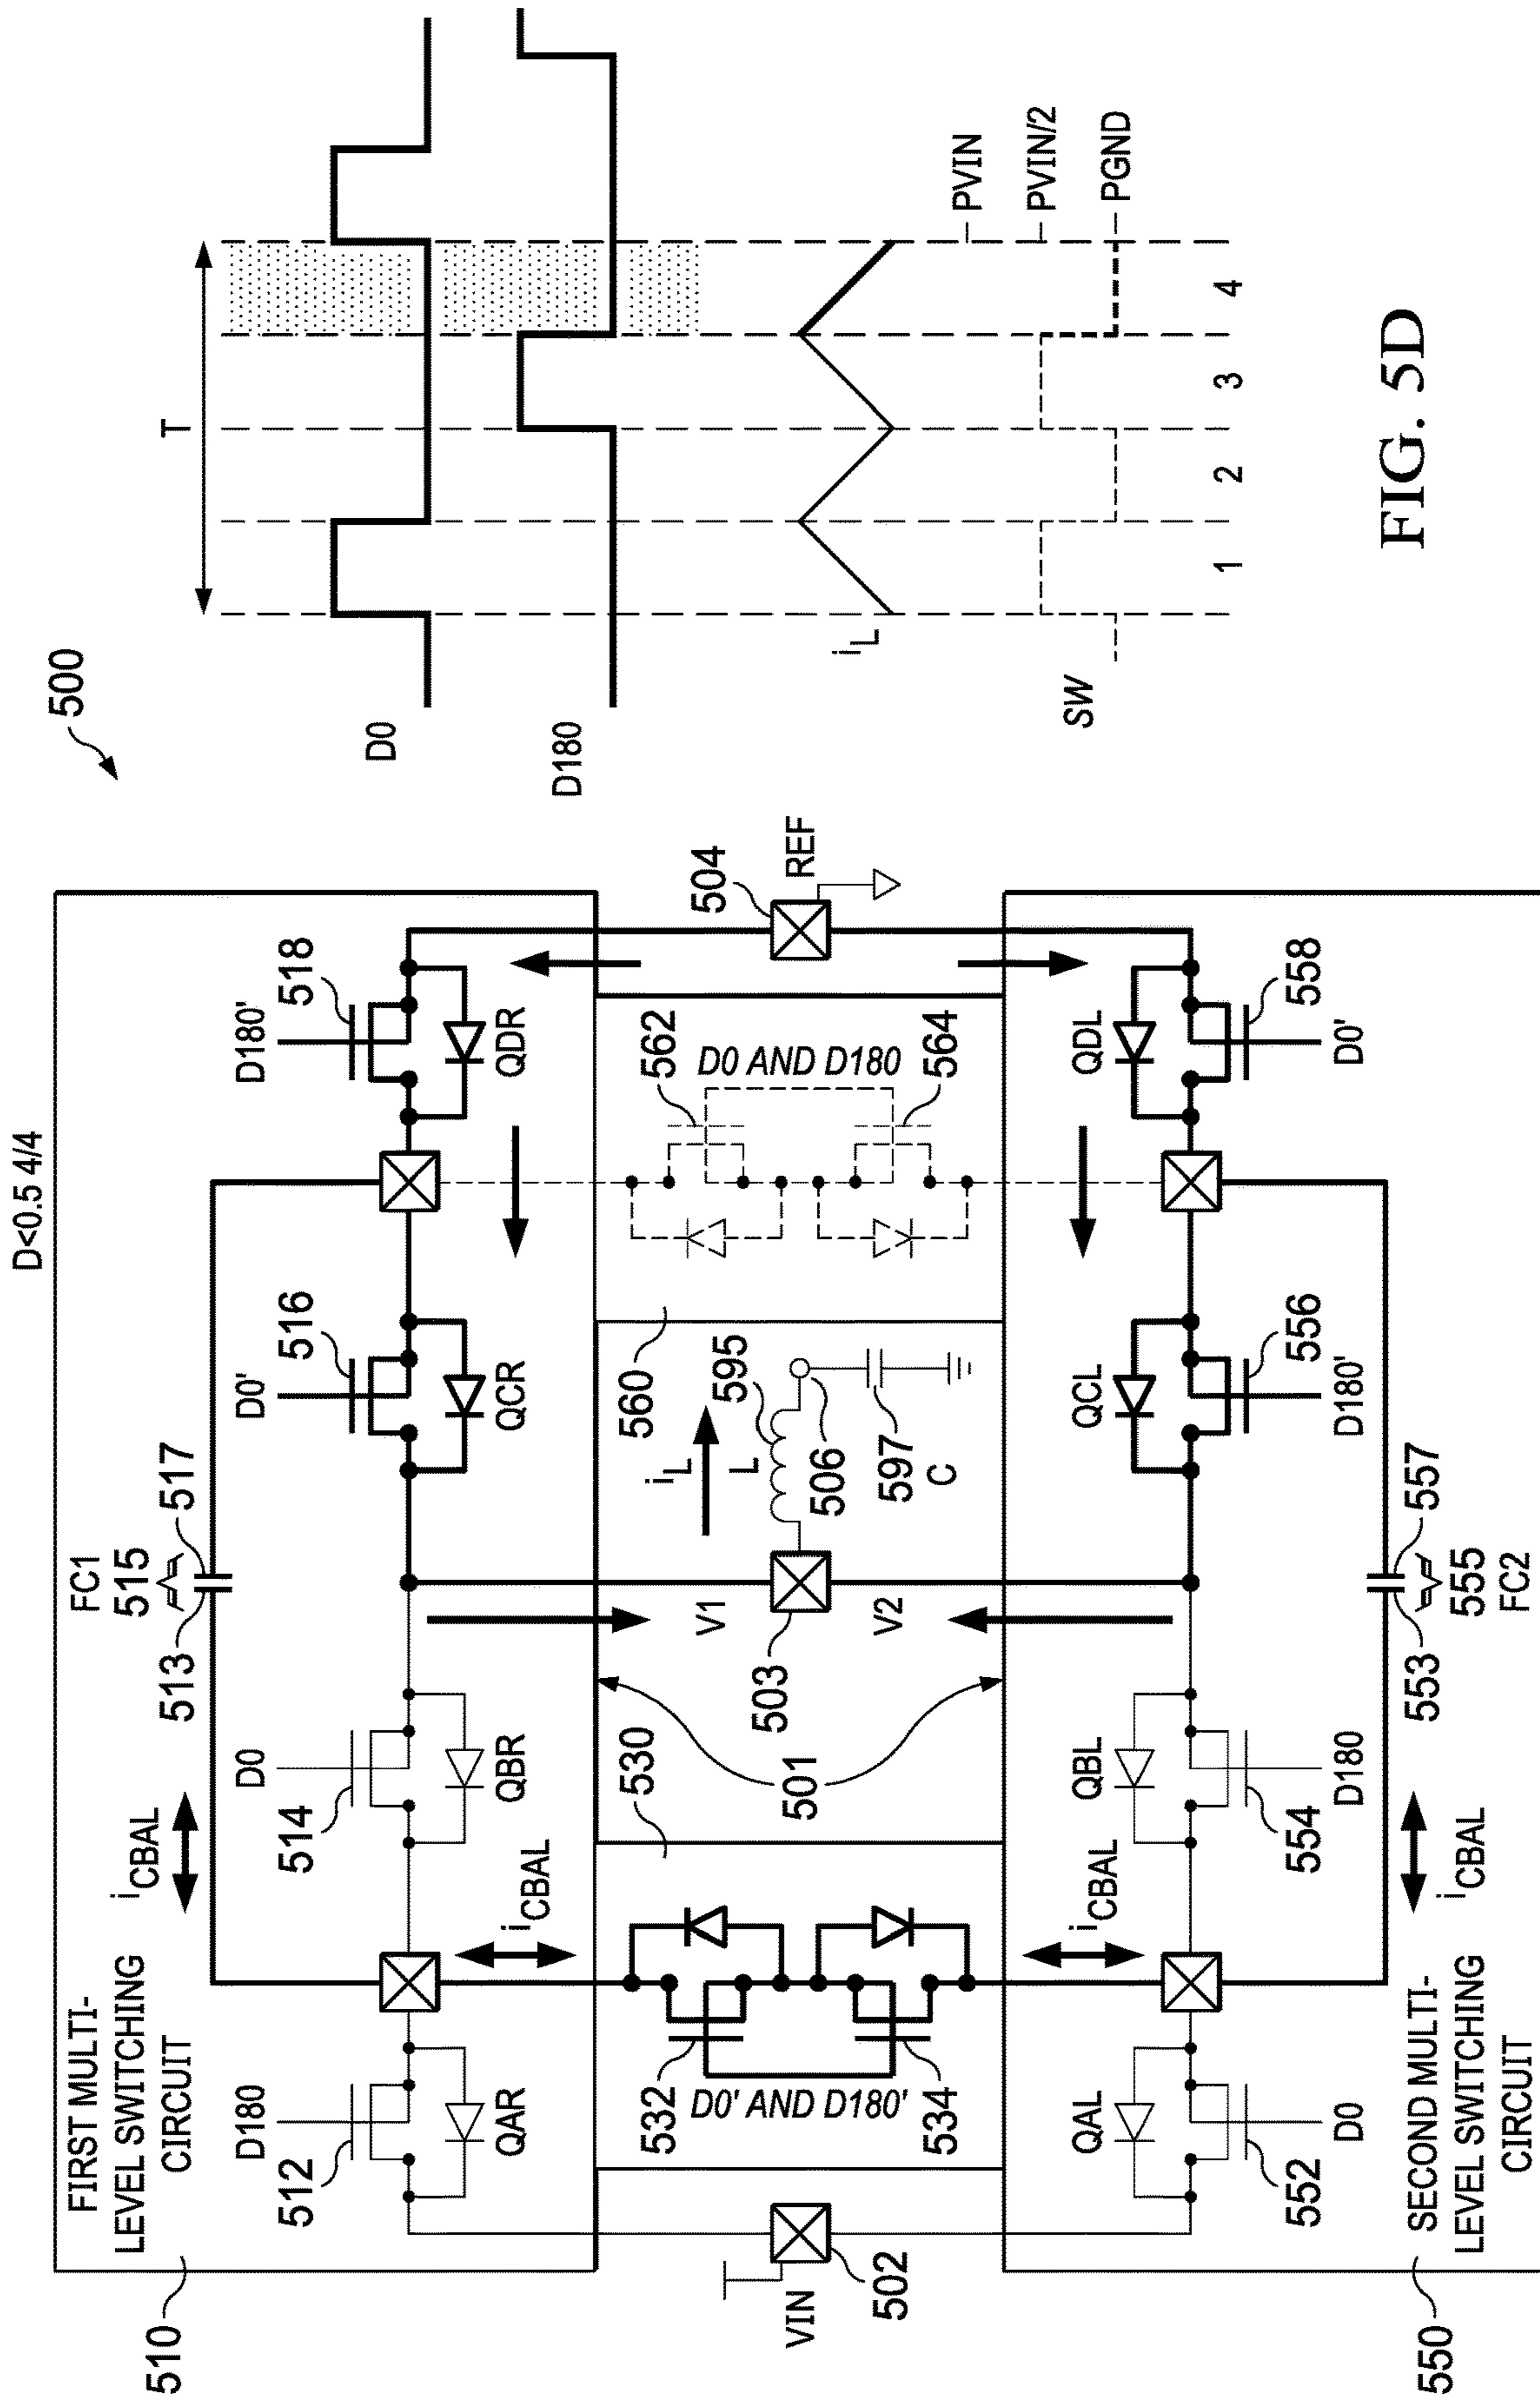 500
D<0.5 4/4
FIRST MULTI-
LEVEL SWITCHING
CIRCUIT
510
iCBAL
FC1
515
513
517
D180
512
QAR
D0
514
QBR
D0'
516
QCR
D180'
518
QDR
iCBAL
530
532
D0' AND D180'
534
iCBAL
VIN
502
501
V1
503
V2
iL
L
595
506
597
C
560
562
D0 AND D180
564
504
REF
QAL
552
D0
QBL
554
D180
QCL
556
D180'
QDL
558
D0'
SECOND MULTI-
LEVEL SWITCHING
CIRCUIT
550
iCBAL
553
557
555
FC2
T
D0
D180
iL
SW
PVIN
PVIN/2
PGND
1 2 3 4
FIG. 5D